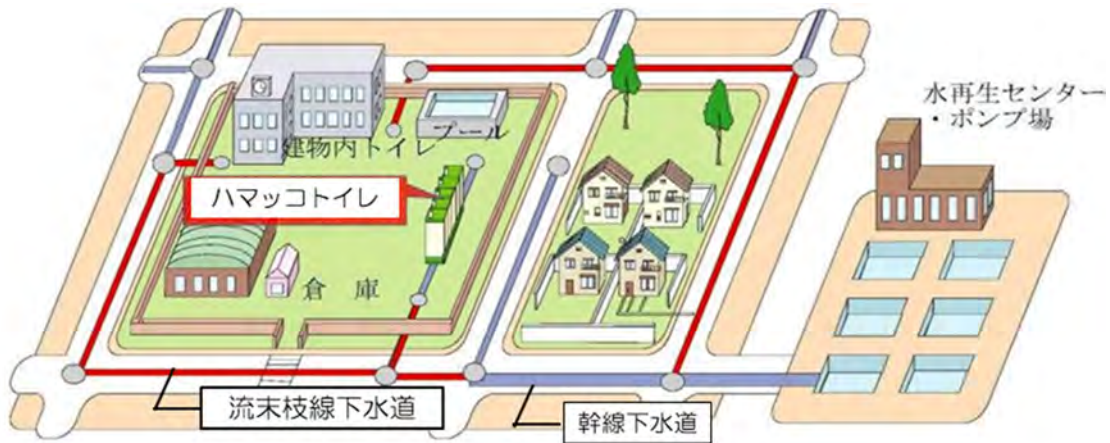 水再生センター
・ポンプ場
プール
建物内トイレ
ハマッコトイレ
倉 庫
流末枝線下水道
幹線下水道